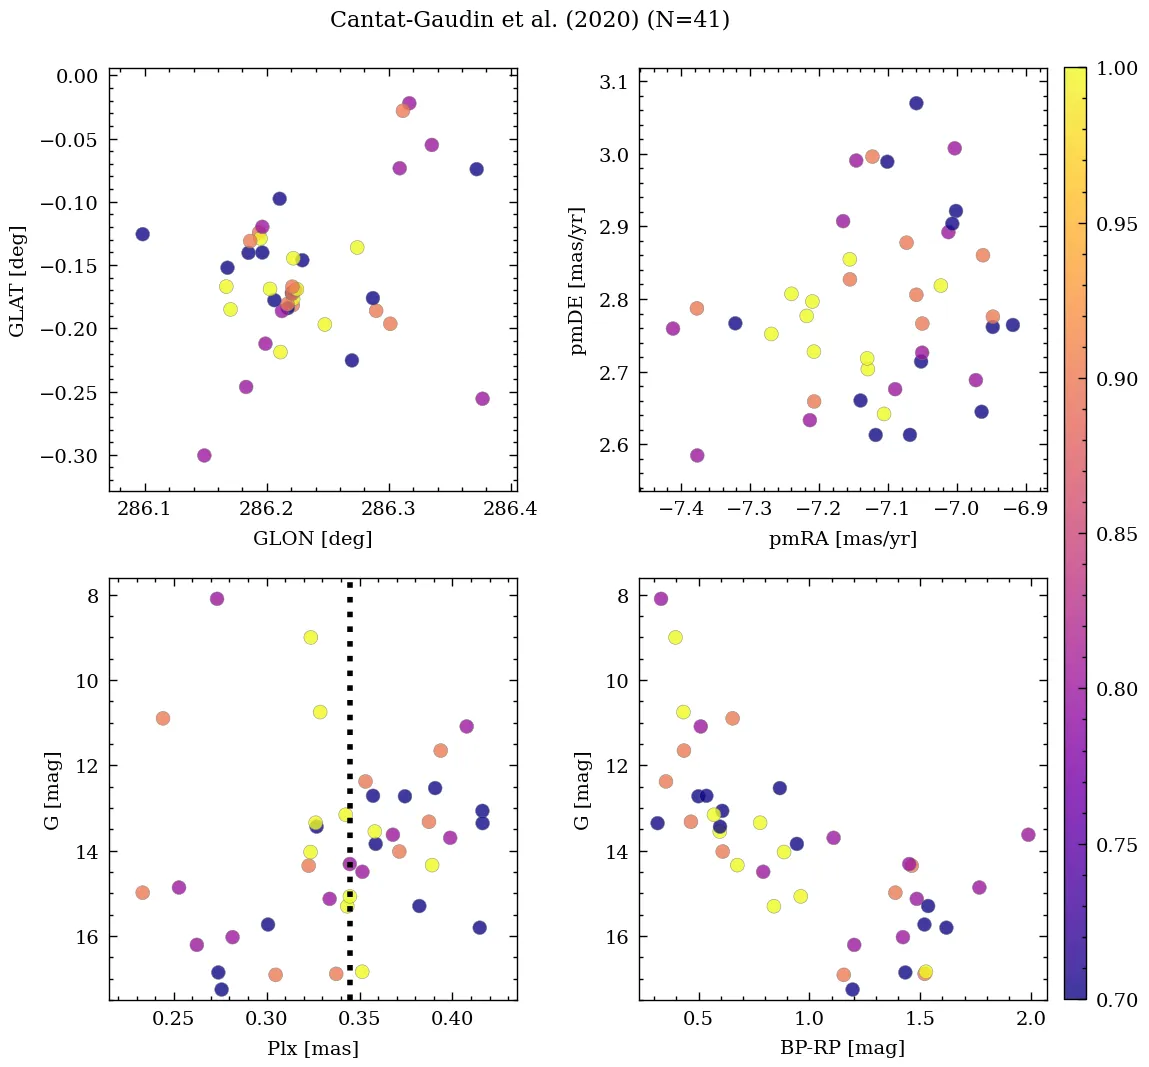 Cantat-Gaudin et al. (2020) (N=41)
0.00
−0.05
−0.10
−0.15
−0.20
−0.25
−0.30
GLAT [deg]
286.1 286.2 286.3 286.4
GLON [deg]
3.1
3.0
2.9
2.8
2.7
2.6
pmDE [mas/yr]
−7.4 −7.3 −7.2 −7.1 −7.0 −6.9
pmRA [mas/yr]
8
10
12
14
16
G [mag]
0.25 0.30 0.35 0.40
Plx [mas]
8
10
12
14
16
G [mag]
0.5 1.0 1.5 2.0
BP-RP [mag]
1.00
0.95
0.90
0.85
0.80
0.75
0.70